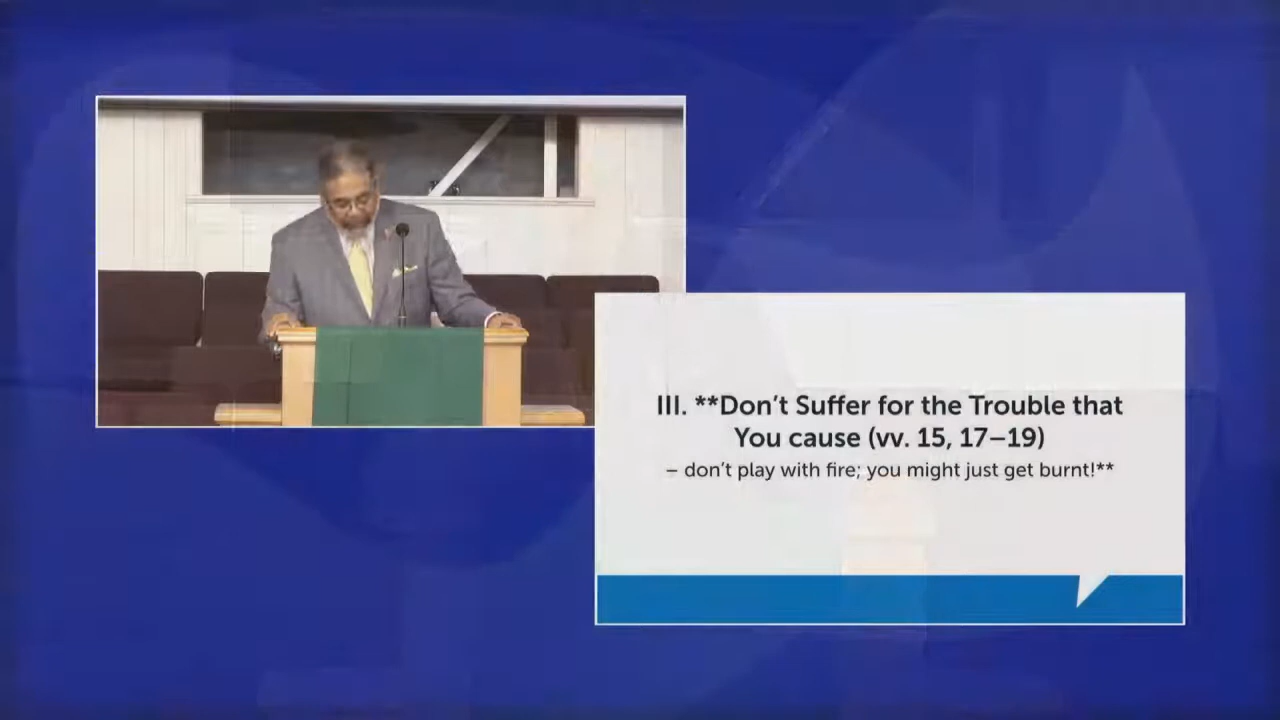 III. **Don't Suffer for the Trouble that
You cause (vv. 15, 17–19)
– don't play with fire; you might just get burnt!**